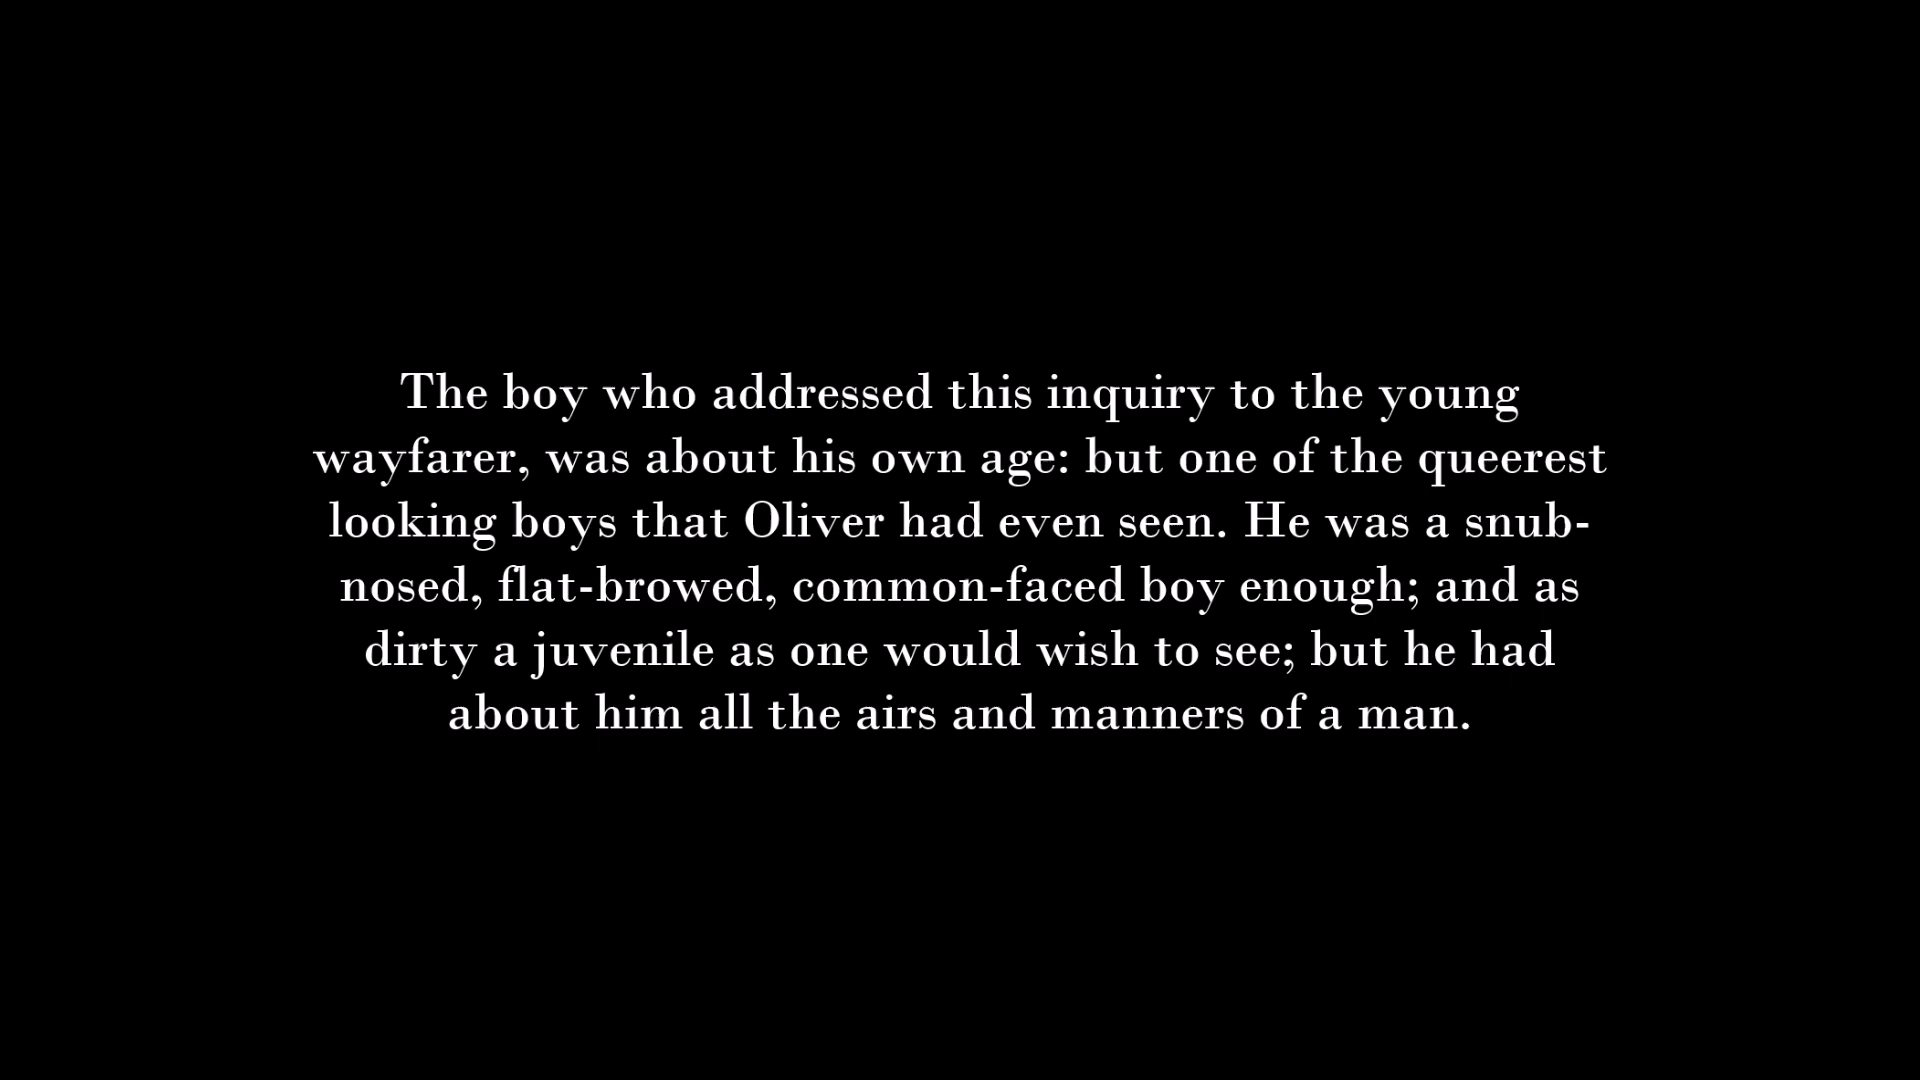 The boy who addressed this inquiry to the young
wayfarer, was about his own age: but one of the queerest
looking boys that Oliver had even seen. He was a snub-
nosed, flat-browed, common-faced boy enough; and as
dirty a juvenile as one would wish to see; but he had
about him all the airs and manners of a man.